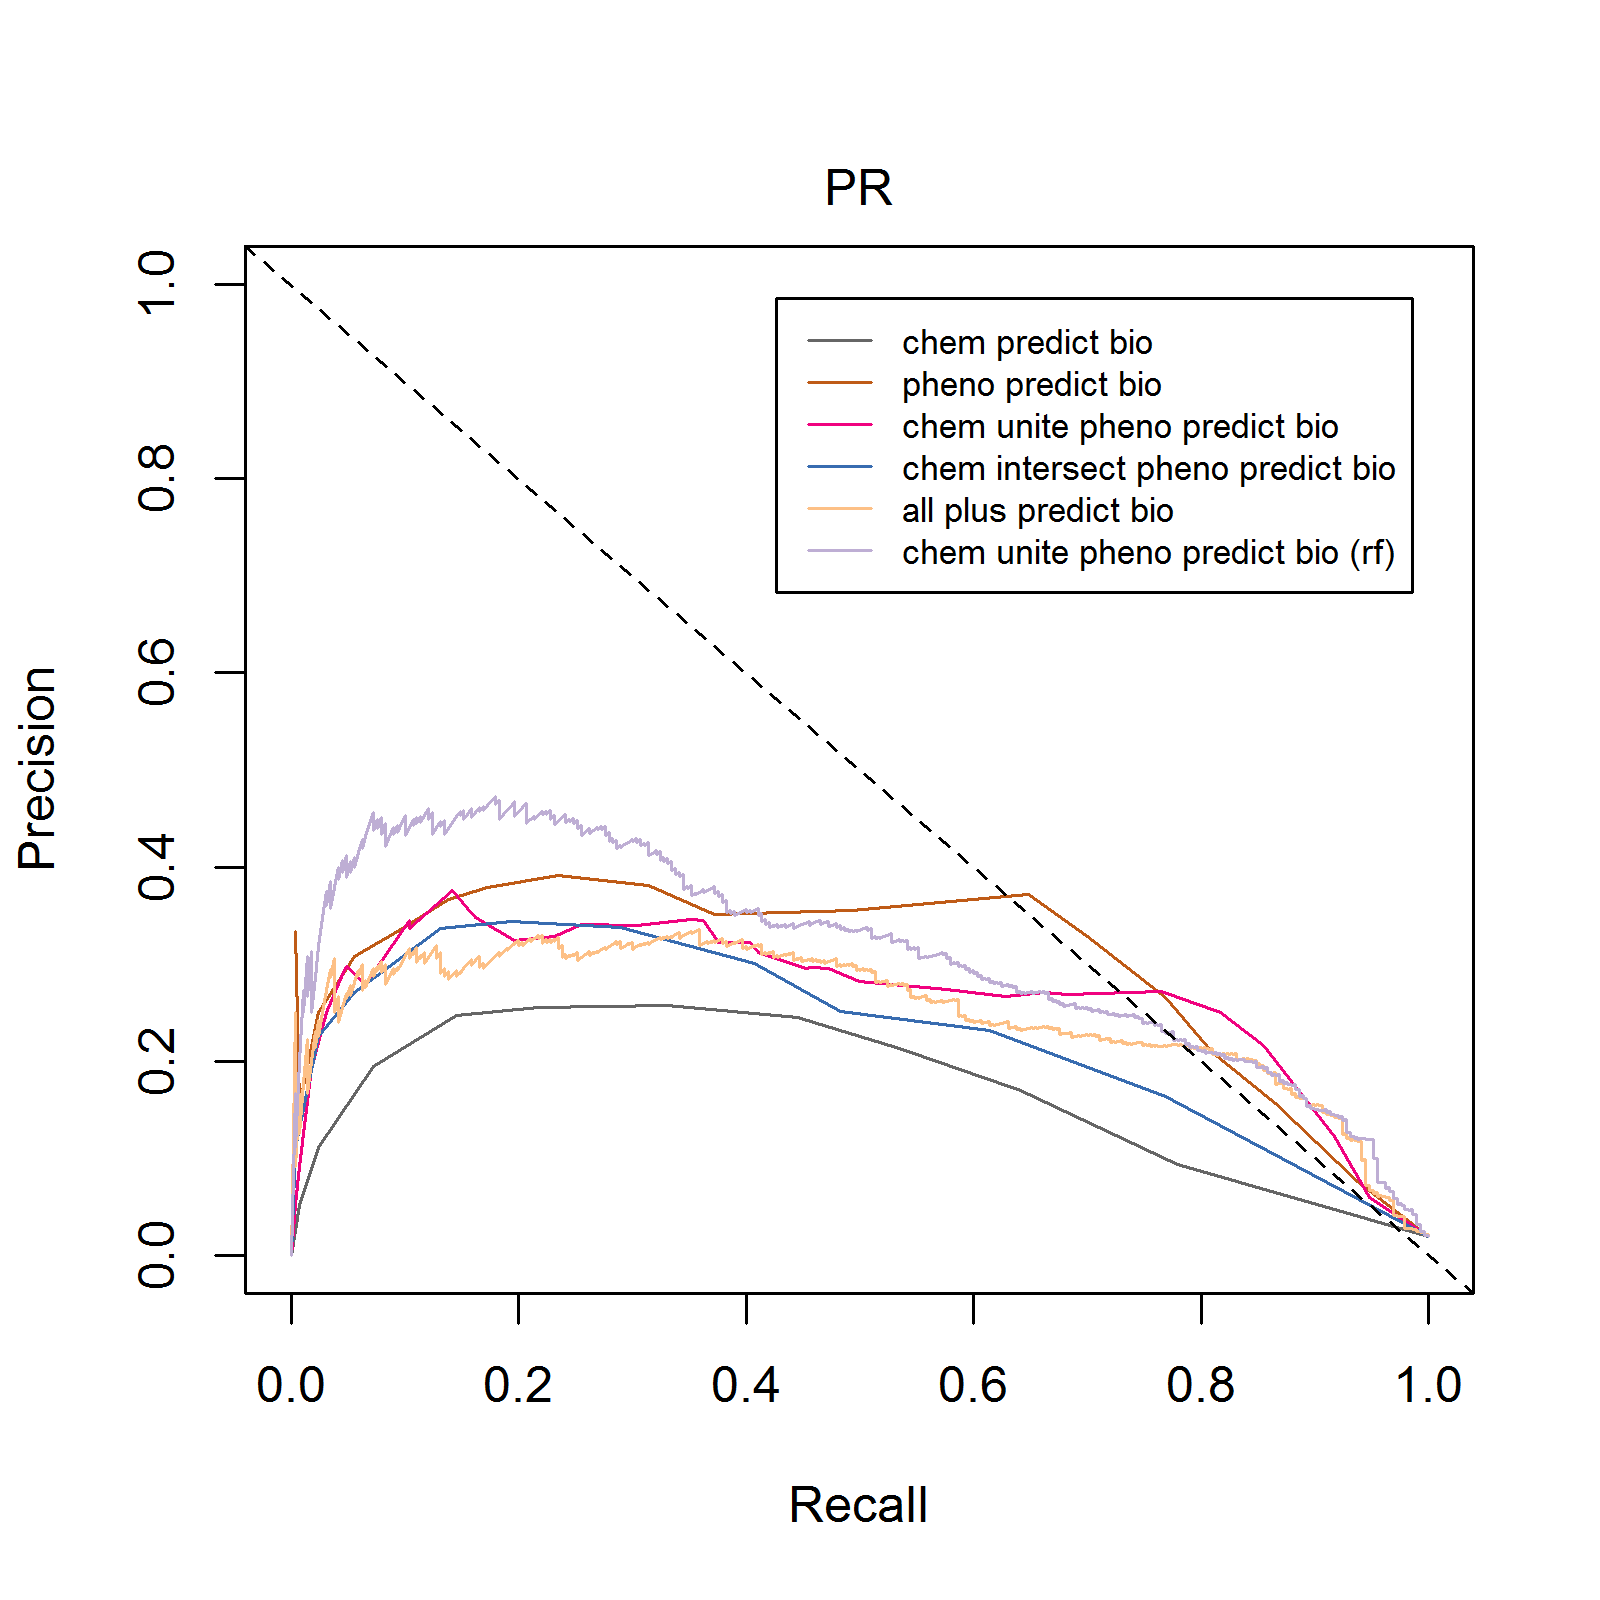 PR
1.0
0.8
0.6
0.4
0.2
0.0
Precision
chem predict bio
pheno predict bio
chem unite pheno predict bio
chem intersect pheno predict bio
all plus predict bio
chem unite pheno predict bio (rf)
0.0 0.2 0.4 0.6 0.8 1.0
Recall